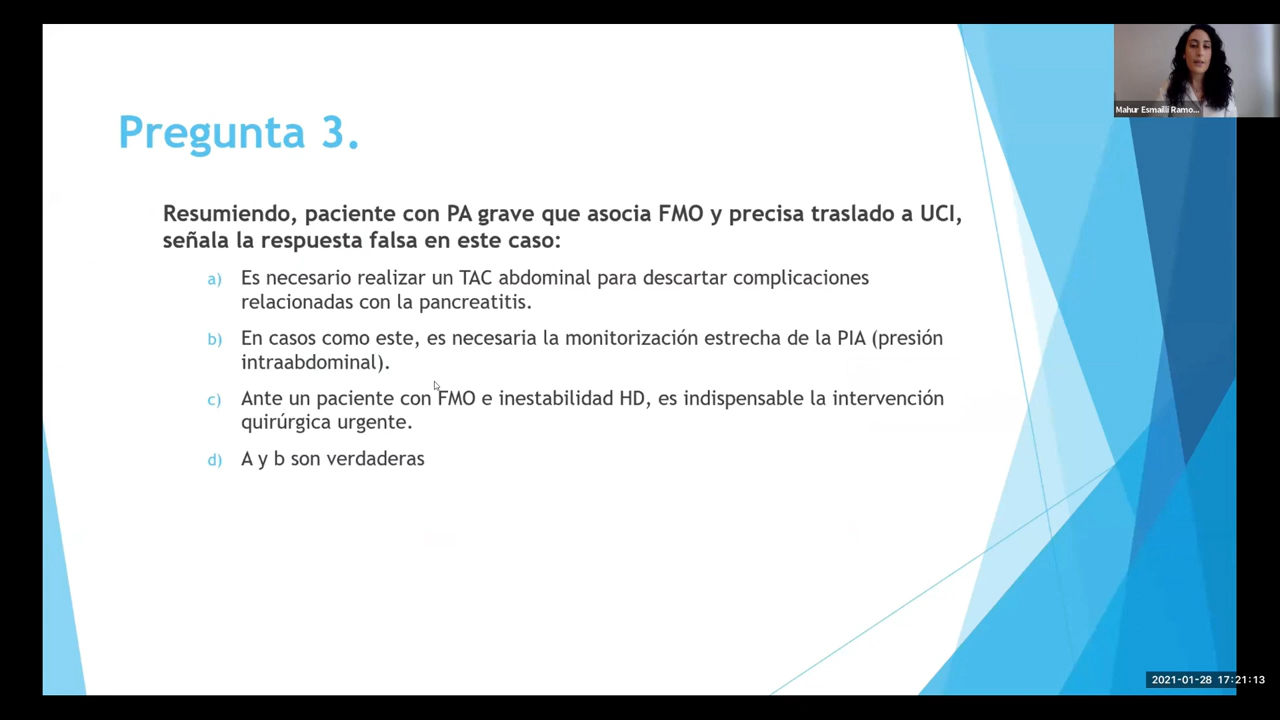 Mahur Esmailli Ramo...
Pregunta 3.
Resumiendo, paciente con PA grave que asocia FMO y precisa traslado a UCI,
señala la respuesta falsa en este caso:
a) Es necesario realizar un TAC abdominal para descartar complicaciones
relacionadas con la pancreatitis.
b) En casos como este, es necesaria la monitorización estrecha de la PIA (presión
intraabdominal).
c) Ante un paciente con FMO e inestabilidad HD, es indispensable la intervención
quirúrgica urgente.
d) A y b son verdaderas
2021-01-28 17:21:13